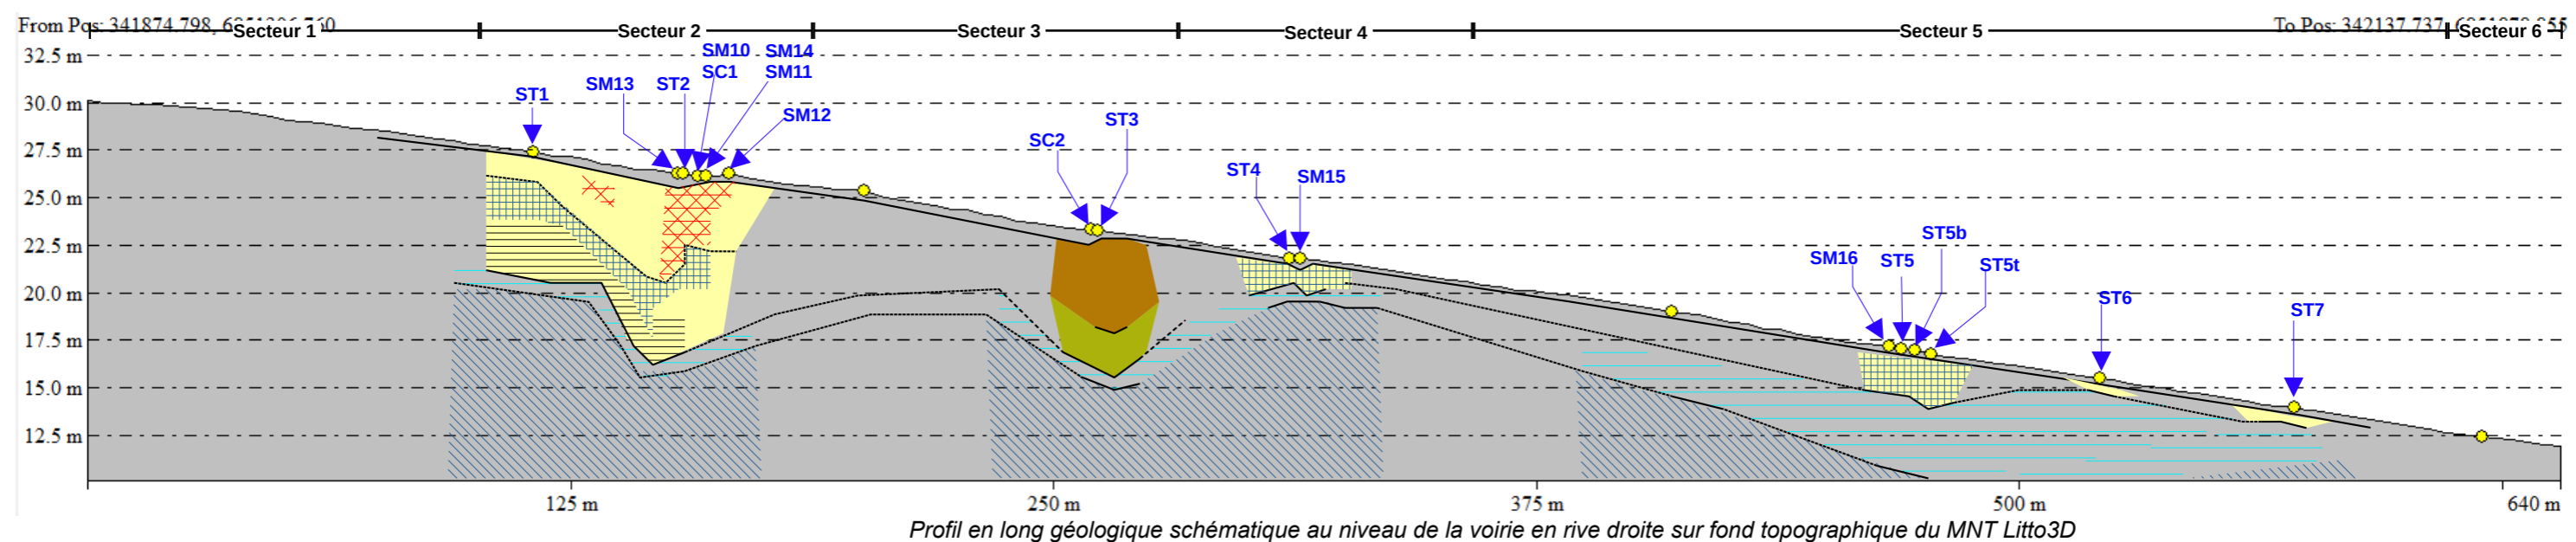 From Pos: 341874.798,
To Pos: 342137.737,
Secteur 1
Secteur 2
Secteur 3
Secteur 4
Secteur 5
Secteur 6
32.5 m
30.0 m
27.5 m
25.0 m
22.5 m
20.0 m
17.5 m
15.0 m
12.5 m
ST1
SM13
ST2
SM10
SC1
SM14
SM11
SM12
SC2
ST3
ST4
SM15
SM16
ST5
ST5b
ST5t
ST6
ST7
125 m
250 m
375 m
500 m
640 m
Profil en long géologique schématique au niveau de la voirie en rive droite sur fond topographique du MNT Litto3D